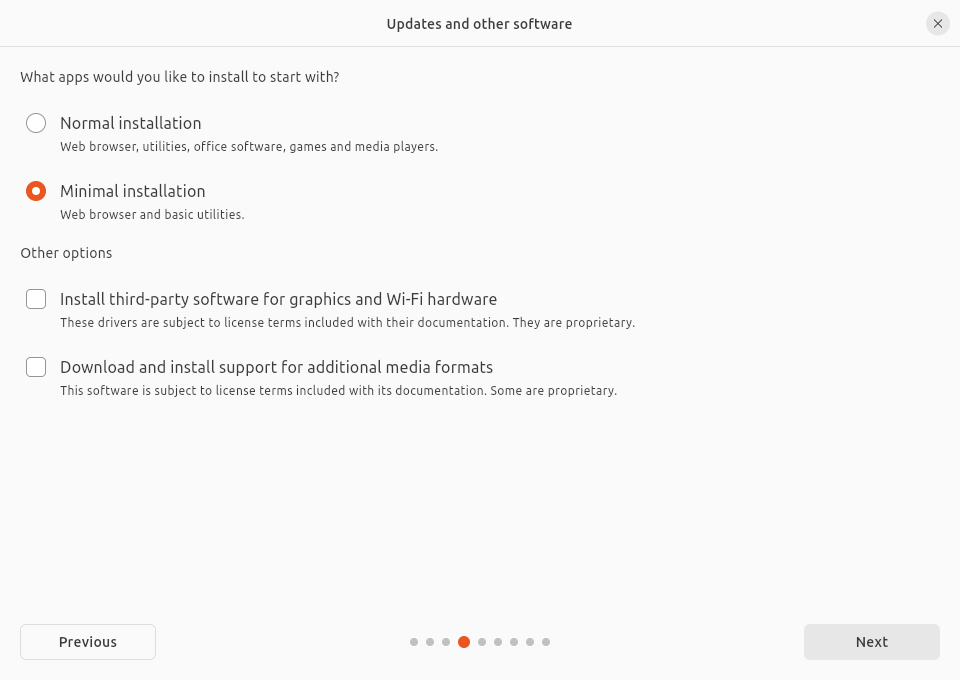 Updates and other software
What apps would you like to install to start with?
Normal installation
Web browser, utilities, office software, games and media players.
Minimal installation
Web browser and basic utilities.
Other options
Install third-party software for graphics and Wi-Fi hardware
These drivers are subject to license terms included with their documentation. They are proprietary.
Download and install support for additional media formats
This software is subject to license terms included with its documentation. Some are proprietary.
Previous
Next